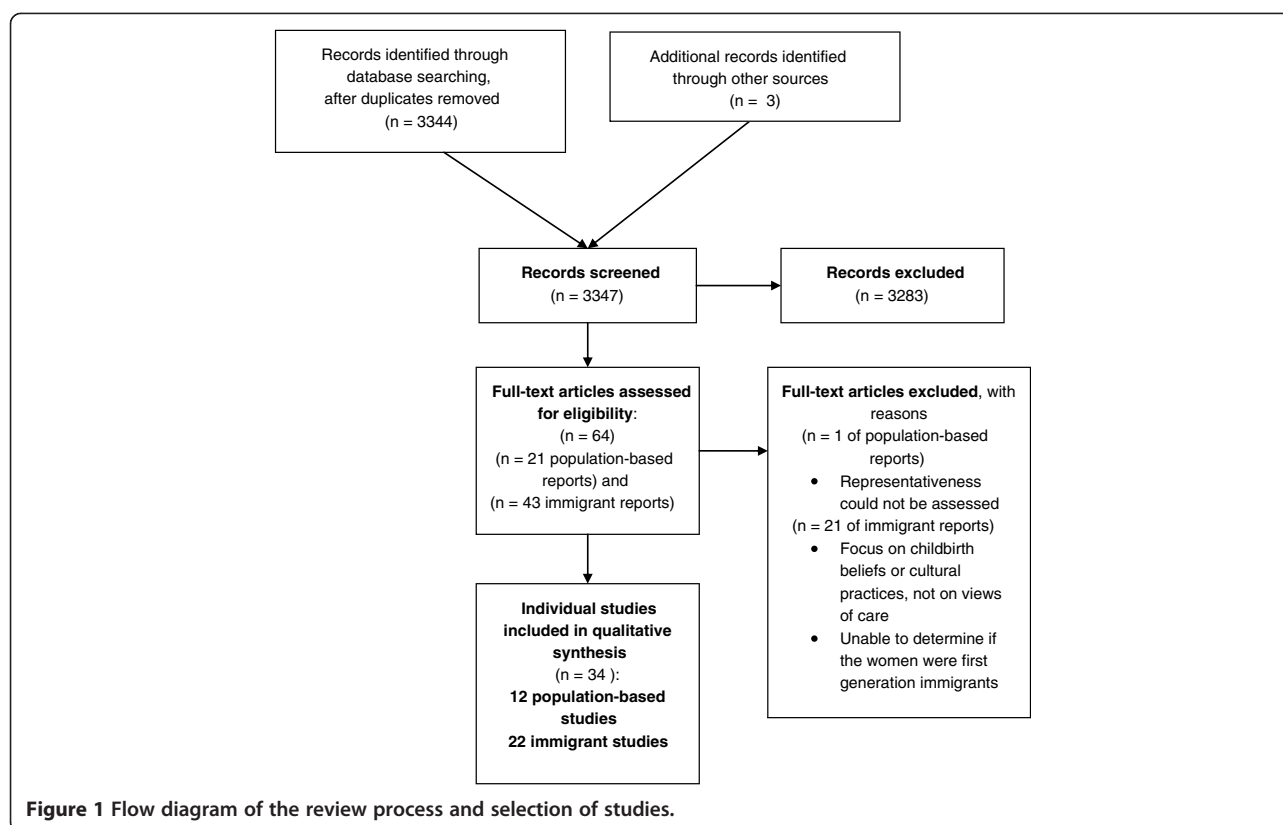 Records identified through
database searching,
after duplicates removed
(n = 3344)
Additional records identified
through other sources
(n = 3)
Records screened
(n = 3347)
Records excluded
(n = 3283)
Full-text articles assessed
for eligibility:
(n = 64)
(n = 21 population-based
reports) and
(n = 43 immigrant reports)
Full-text articles excluded, with
reasons
(n = 1 of population-based
reports)
• Representativeness
could not be assessed
(n = 21 of immigrant reports)
• Focus on childbirth
beliefs or cultural
practices, not on views
of care
• Unable to determine if
the women were first
generation immigrants
Individual studies
included in qualitative
synthesis
(n = 34 ):
12 population-based
studies
22 immigrant studies
Figure 1 Flow diagram of the review process and selection of studies.